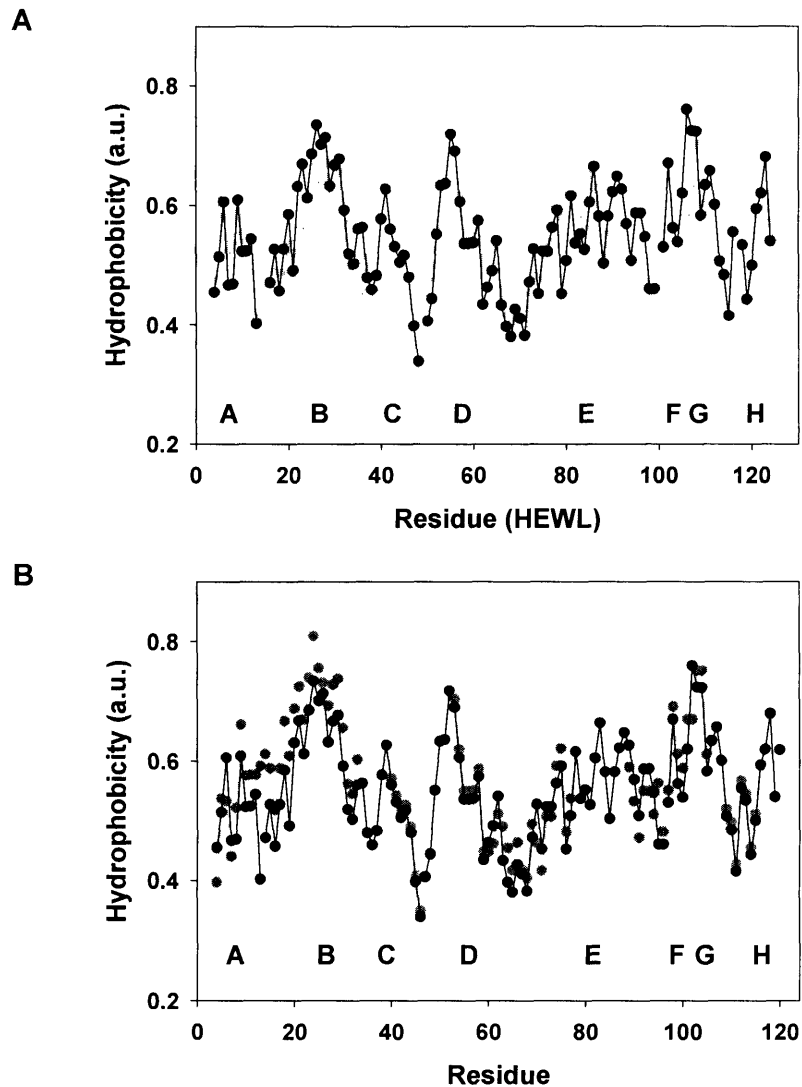 A
Hydrophobicity (a.u.)
0.8
0.6
0.4
0.2
A B C D E F G H
0 20 40 60 80 100 120
Residue (HEWL)
B
Hydrophobicity (a.u.)
0.8
0.6
0.4
0.2
A B C D E F G H
0 20 40 60 80 100 120
Residue